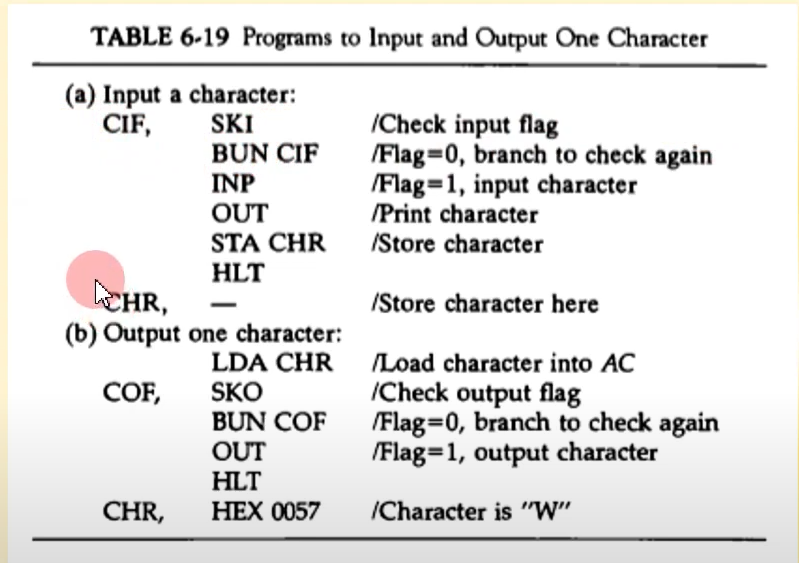 TABLE 6-19 Programs to Input and Output One Character
(a) Input a character:
CIF, SKI /Check input flag
BUN CIF /Flag=0, branch to check again
INP /Flag=1, input character
OUT /Print character
STA CHR /Store character
HLT
CHR, — /Store character here
(b) Output one character:
LDA CHR /Load character into AC
COF, SKO /Check output flag
BUN COF /Flag=0, branch to check again
OUT /Flag=1, output character
HLT
CHR, HEX 0057 /Character is "W"